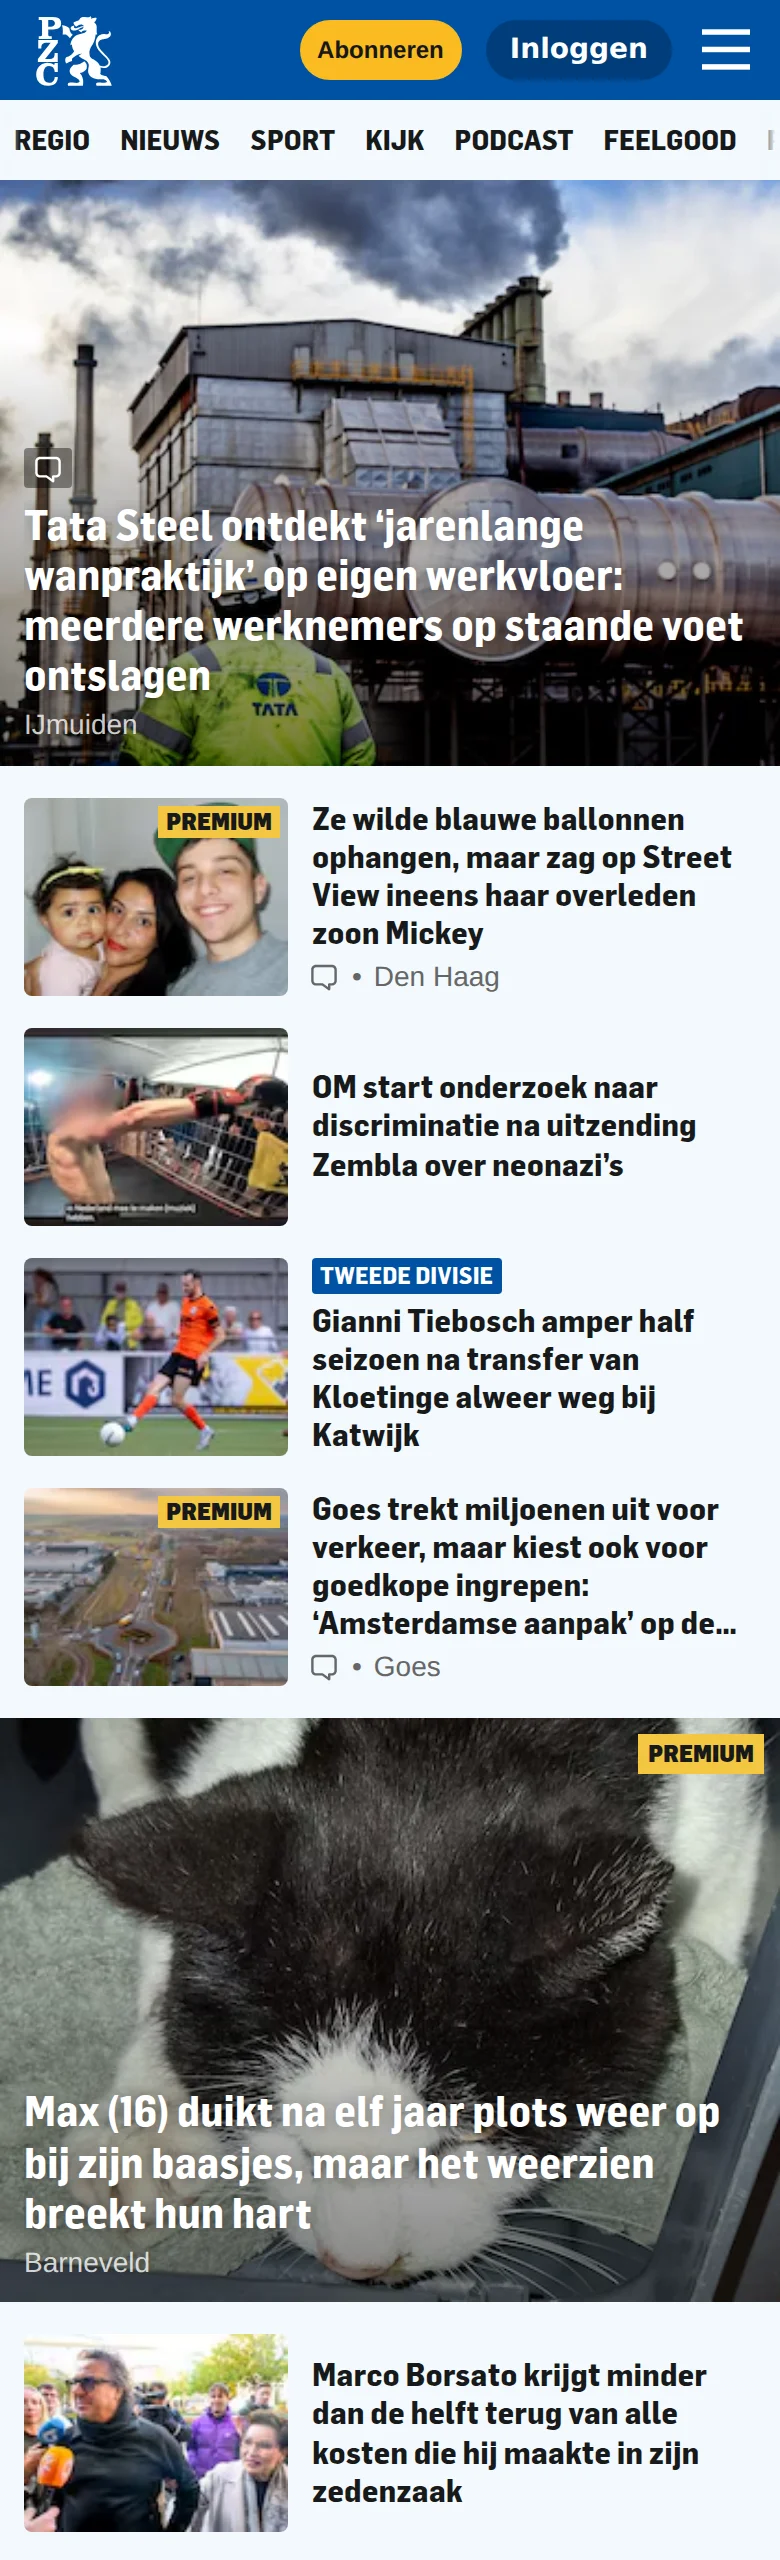 PZC
Abonneren
Inloggen
REGIO NIEUWS SPORT KIJK PODCAST FEELGOOD
Tata Steel ontdekt ‘jarenlange
wanpraktijk’ op eigen werkvloer:
meerdere werknemers op staande voet
ontslagen
IJmuiden
TATA
PREMIUM
Ze wilde blauwe ballonnen
ophangen, maar zag op Street
View ineens haar overleden
zoon Mickey
• Den Haag
OM start onderzoek naar
discriminatie na uitzending
Zembla over neonazi’s
TWEEDE DIVISIE
Gianni Tiebosch amper half
seizoen na transfer van
Kloetinge alweer weg bij
Katwijk
PREMIUM
Goes trekt miljoenen uit voor
verkeer, maar kiest ook voor
goedkope ingrepen:
‘Amsterdamse aanpak’ op de...
• Goes
PREMIUM
Max (16) duikt na elf jaar plots weer op
bij zijn baasjes, maar het weerzien
breekt hun hart
Barneveld
Marco Borsato krijgt minder
dan de helft terug van alle
kosten die hij maakte in zijn
zedenzaak